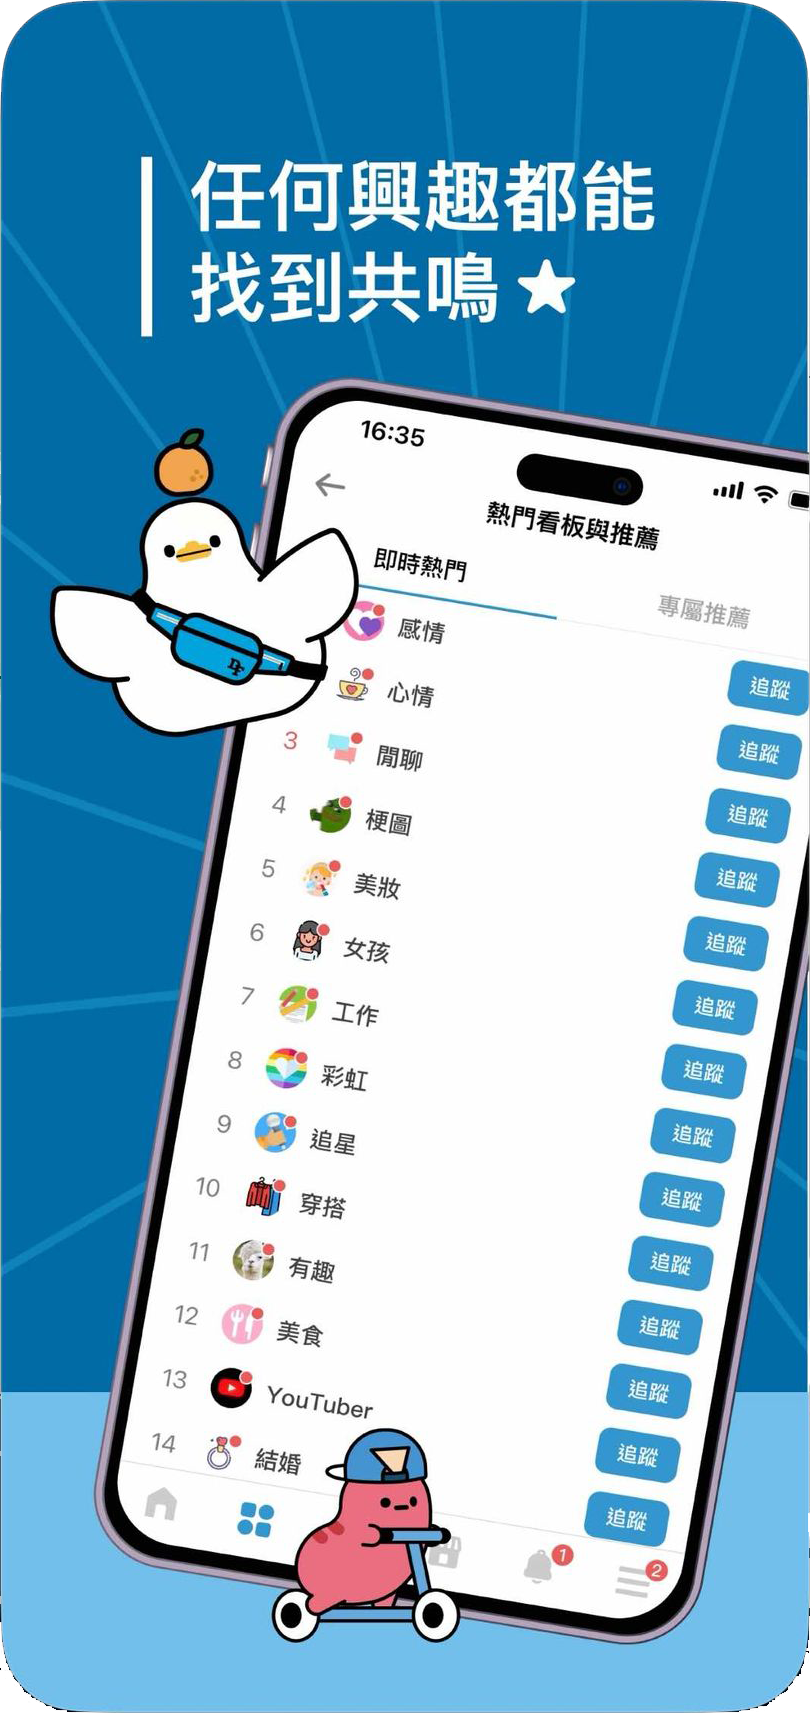 任何興趣都能
找到共鳴
16:35
熱門看板與推薦
即時熱門
專屬推薦
感情
追蹤
心情
追蹤
3 閒聊
追蹤
4 梗圖
追蹤
5 美妝
追蹤
6 女孩
追蹤
7 工作
追蹤
8 彩虹
追蹤
9 追星
追蹤
10 穿搭
追蹤
11 有趣
追蹤
12 美食
追蹤
13 YouTuber
追蹤
14 結婚
追蹤
1
2